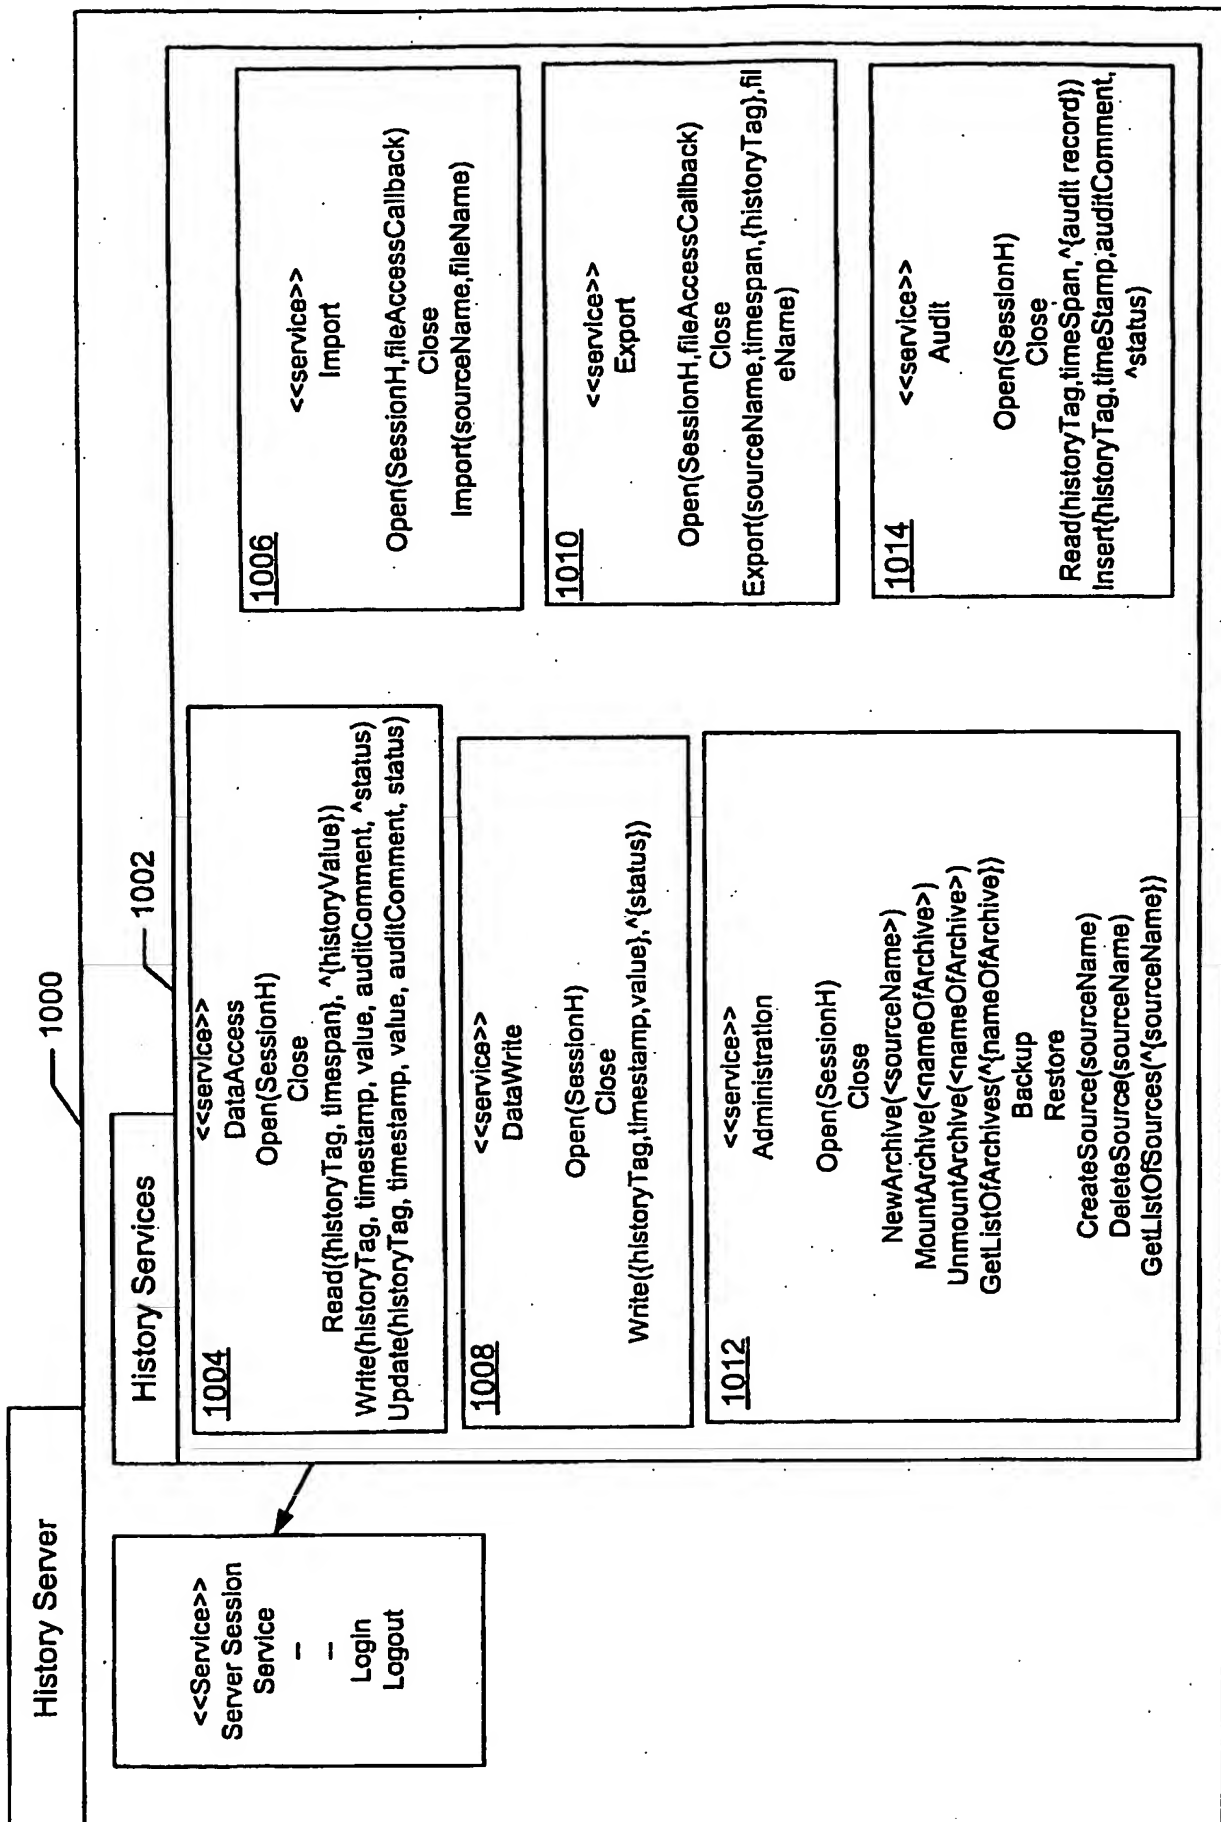 History Server
1000
History Services
1002
<<Service>>
Server Session
Service
--
--
Login
Logout
1004
<<service>>
DataAccess
Open(SessionH)
Close
Read({historyTag, timespan}, ^{historyValue})
Write(historyTag, timestamp, value, auditComment, ^status)
Update(historyTag, timestamp, value, auditComment, status)
1006
<<service>>
Import
Open(SessionH,fileAccessCallback)
Close
Import(sourceName,fileName)
1008
<<service>>
DataWrite
Open(SessionH)
Close
Write({historyTag,timestamp,value},^{status})
1010
<<service>>
Export
Open(SessionH,fileAccessCallback)
Close
Export(sourceName,timespan,{historyTag},fil
eName)
1012
<<service>>
Administration
Open(SessionH)
Close
NewArchive(<sourceName>)
MountArchive(<nameOfArchive>)
UnmountArchive(<nameOfArchive>)
GetListOfArchives(^{nameOfArchive})
Backup
Restore
CreateSource(sourceName)
DeleteSource(sourceName)
GetListOfSources(^{sourceName})
1014
<<service>>
Audit
Open(SessionH)
Close
Read(historyTag,timeSpan,^{audit record})
Insert{historyTag,timeStamp,auditComment,
^status)